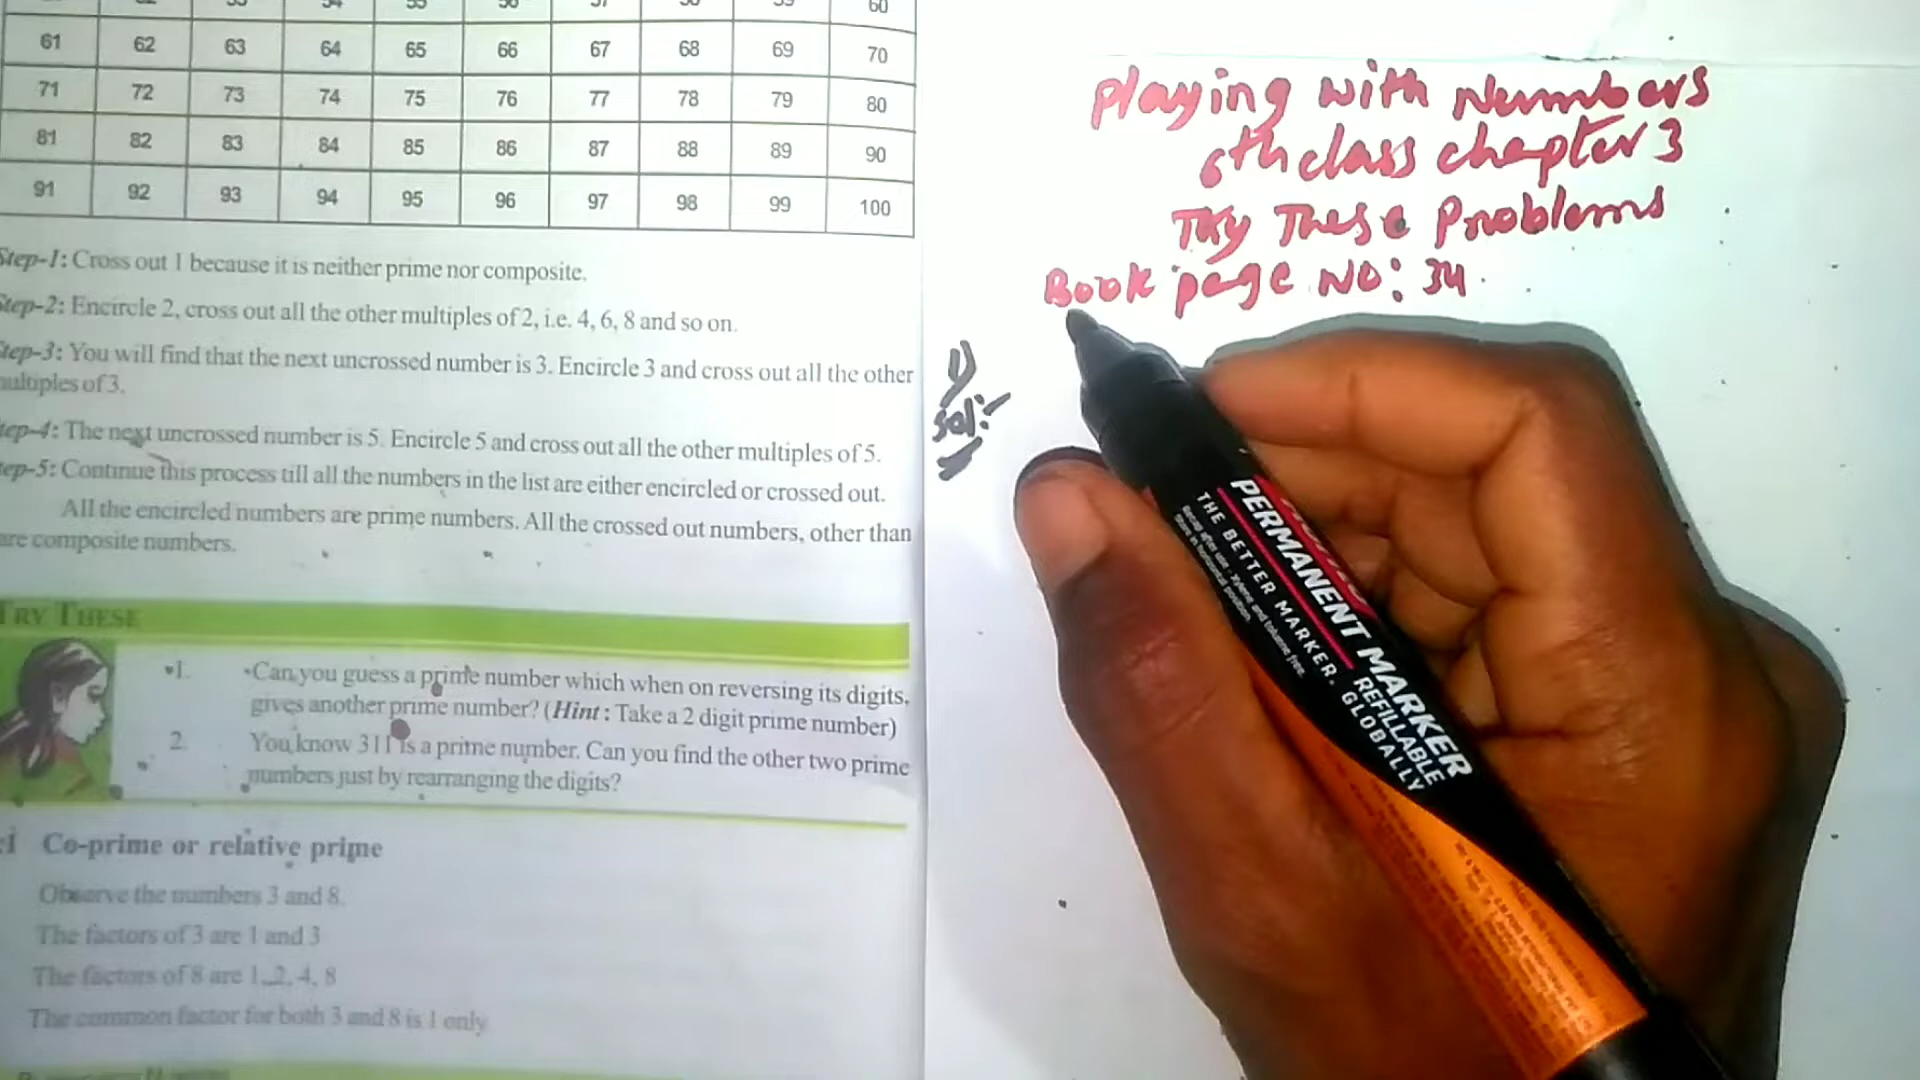 60
61 62 63 64 65 66 67 68 69 70
71 72 73 74 75 76 77 78 79 80
81 82 83 84 85 86 87 88 89 90
91 92 93 94 95 96 97 98 99 100
Step-1: Cross out 1 because it is neither prime nor composite.
Step-2: Encircle 2, cross out all the other multiples of 2, i.e. 4, 6, 8 and so on.
tep-3: You will find that the next uncrossed number is 3. Encircle 3 and cross out all the other
multiples of 3.
tep-4: The next uncrossed number is 5. Encircle 5 and cross out all the other multiples of 5.
ep-5: Continue this process till all the numbers in the list are either encircled or crossed out.
All the encircled numbers are prime numbers. All the crossed out numbers, other than
are composite numbers.
TRY THESE
1. Can you guess a prime number which when on reversing its digits,
gives another prime number? (Hint : Take a 2 digit prime number)
2. You know 311 is a prime number. Can you find the other two prime
numbers just by rearranging the digits?
Co-prime or relative prime
Observe the numbers 3 and 8.
The factors of 3 are 1 and 3
The factors of 8 are 1, 2, 4, 8
The common factor for both 3 and 8 is 1 only
Playing with Numbers
6th class chapter 3
Try These Problems
Book page No: 34
1)
sol:-
PERMANENT MARKER
THE BETTER MARKER. GLOBALLY
REFILLABLE